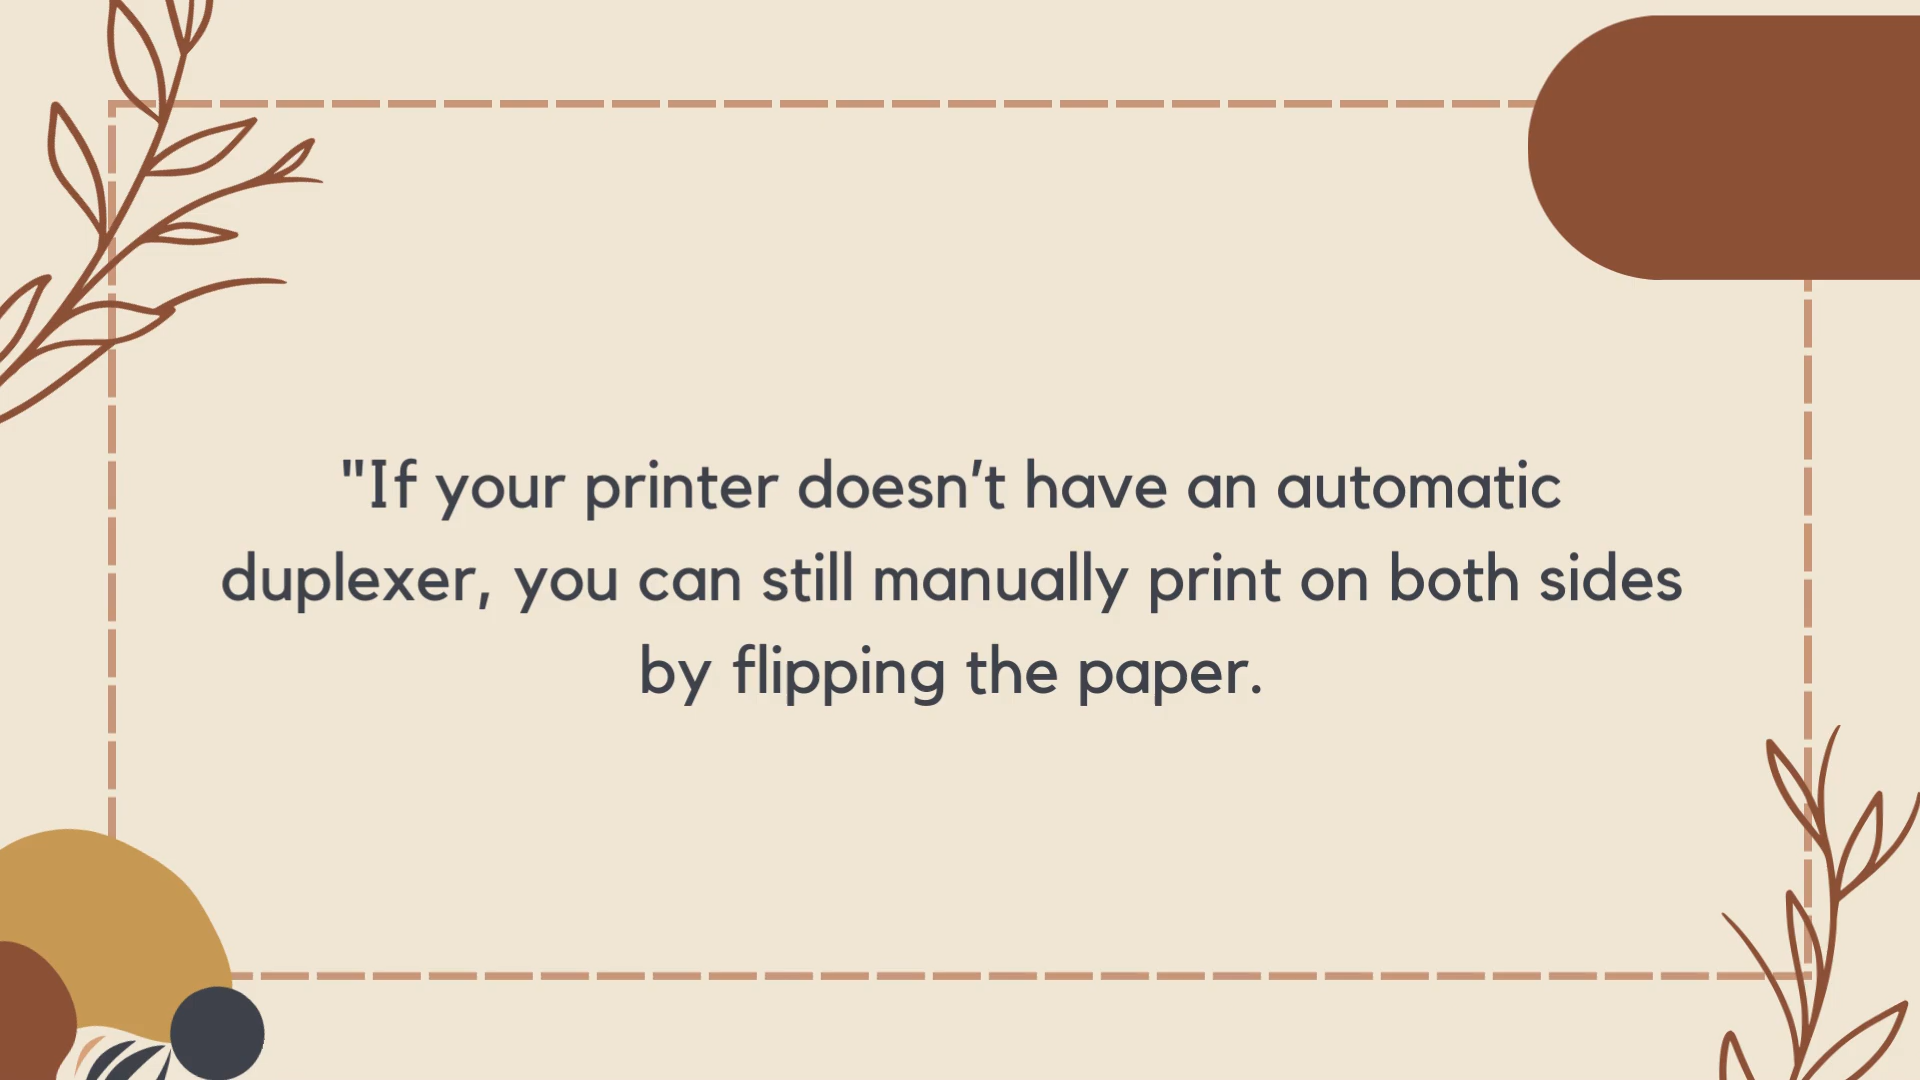 "If your printer doesn’t have an automatic
duplexer, you can still manually print on both sides
by flipping the paper.